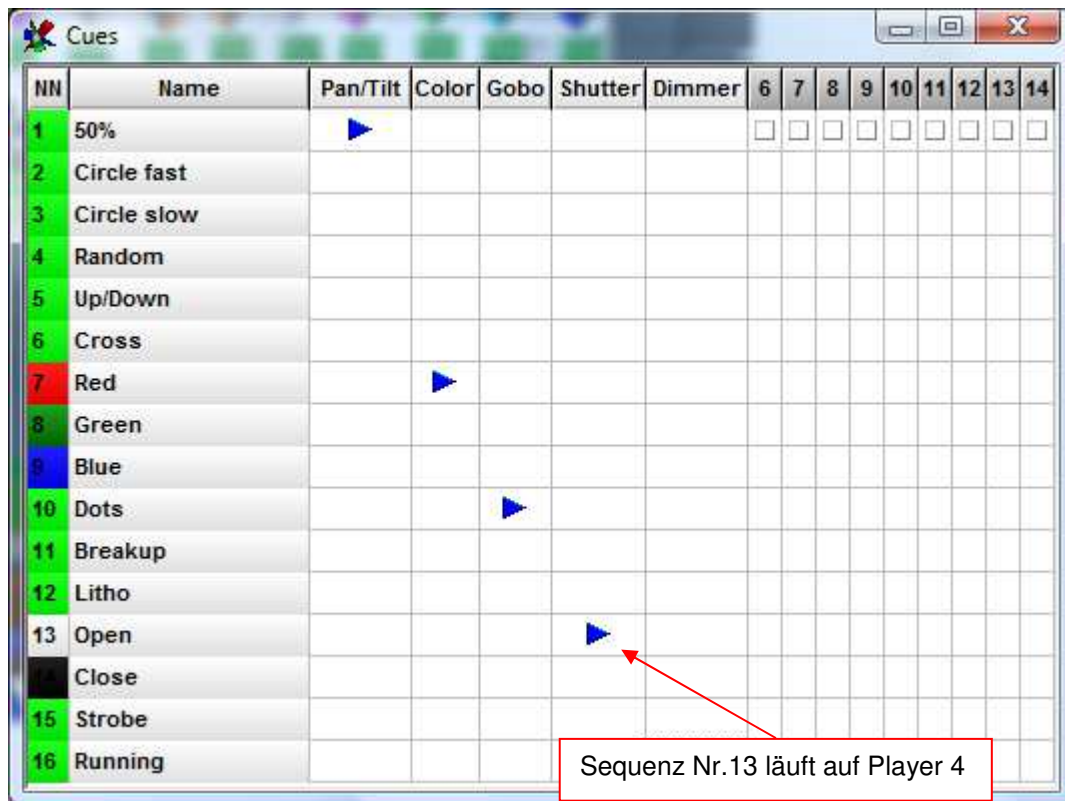 Cues
NN Name Pan/Tilt Color Gobo Shutter Dimmer 6 7 8 9 10 11 12 13 14
1 50%
2 Circle fast
3 Circle slow
4 Random
5 Up/Down
6 Cross
7 Red
8 Green
9 Blue
10 Dots
11 Breakup
12 Litho
13 Open
14 Close
15 Strobe
16 Running
Sequenz Nr.13 läuft auf Player 4